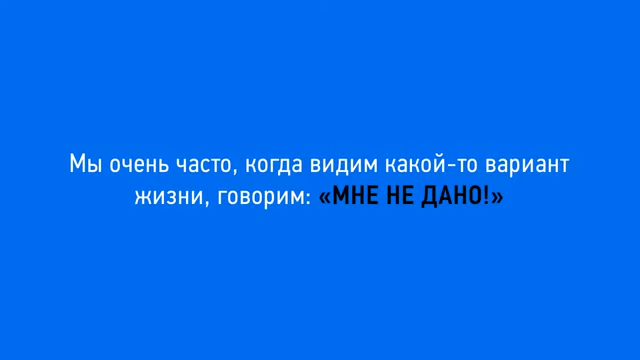 Мы очень часто, когда видим какой-то вариант
жизни, говорим: «МНЕ НЕ ДАНО!»